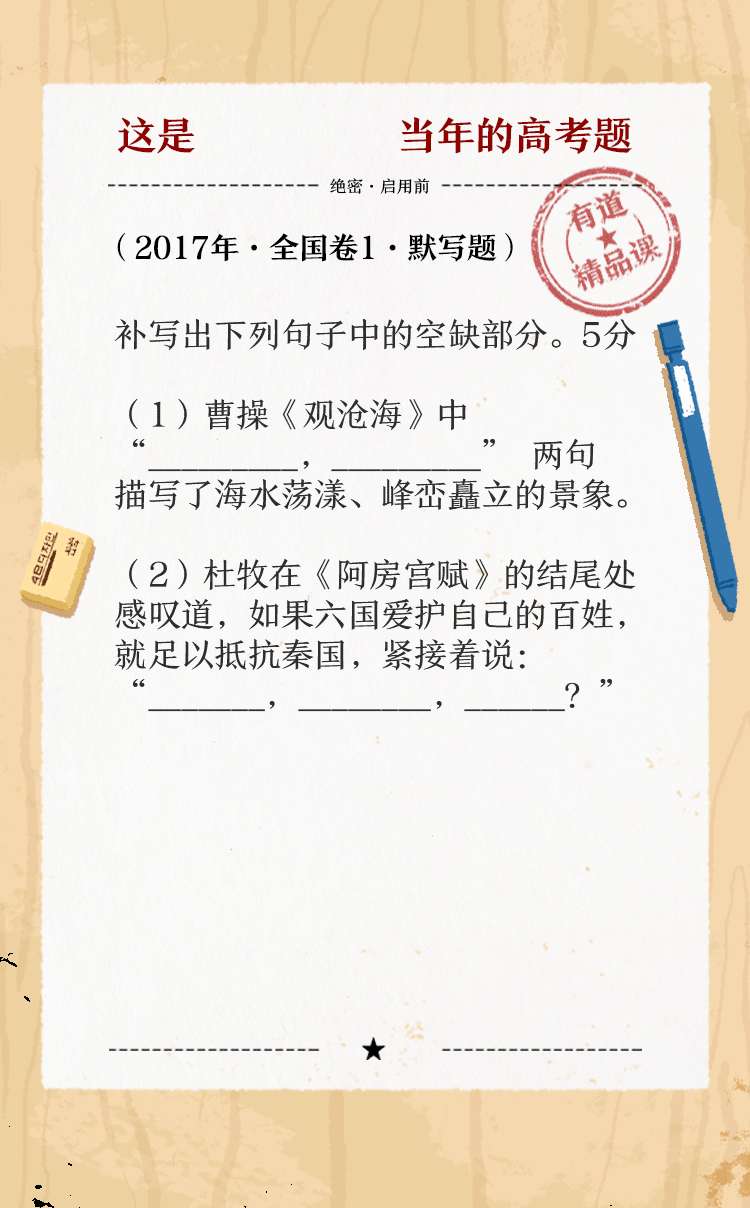 这是 当年的高考题
绝密·启用前
有道
精品课
（2017年·全国卷1·默写题）
补写出下列句子中的空缺部分。5分
（1）曹操《观沧海》中
“_________，_________” 两句
描写了海水荡漾、峰峦矗立的景象。
（2）杜牧在《阿房宫赋》的结尾处
感叹道，如果六国爱护自己的百姓，
就足以抵抗秦国，紧接着说：
“_______，________，______？”